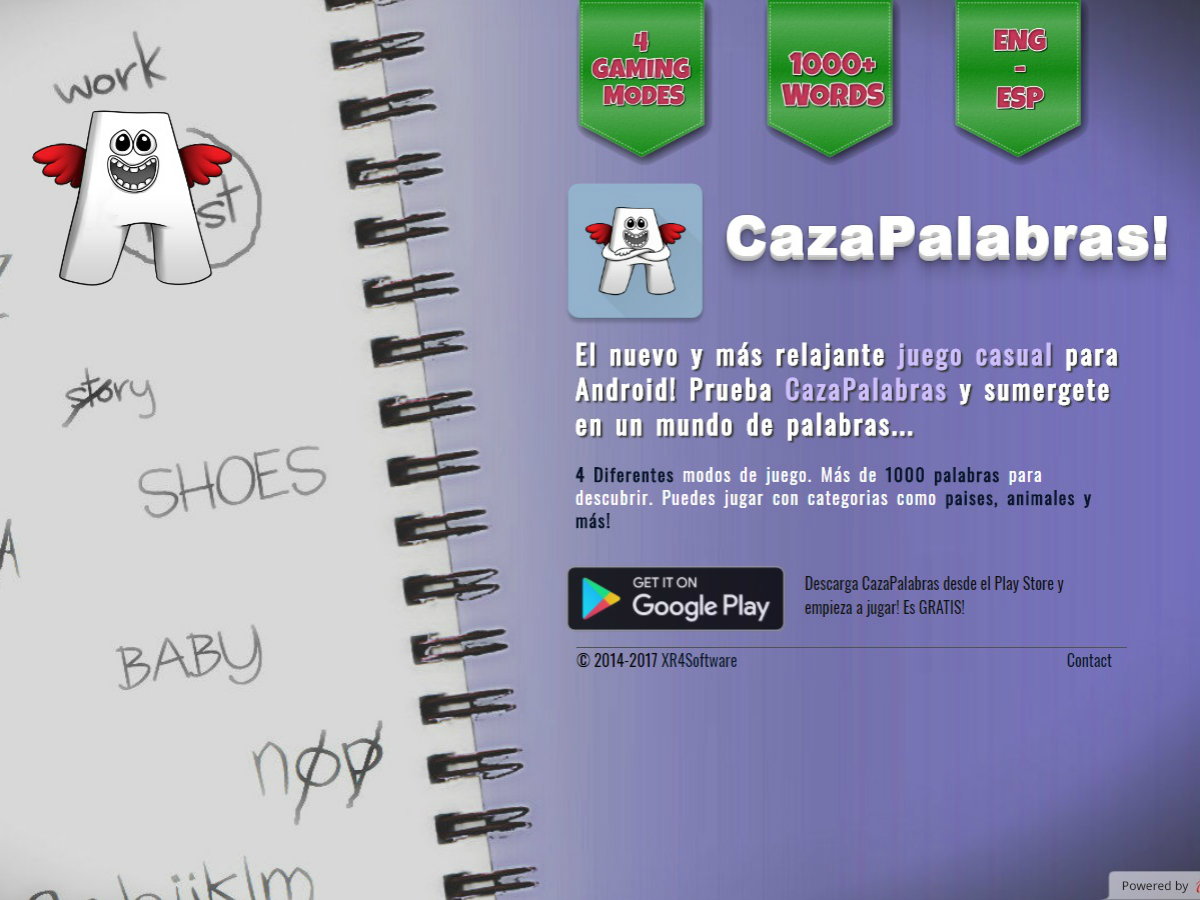 work
st
story
SHOES
A
BABY
4
GAMING
MODES
1000+
WORDS
ENG
-
ESP
CazaPalabras!
El nuevo y más relajante juego casual para
Android! Prueba CazaPalabras y sumergete
en un mundo de palabras...
4 Diferentes modos de juego. Más de 1000 palabras para
descubrir. Puedes jugar con categorias como paises, animales y
más!
GET IT ON
Google Play
Descarga CazaPalabras desde el Play Store y
empieza a jugar! Es GRATIS!
© 2014-2017 XR4Software
Contact
Powered by